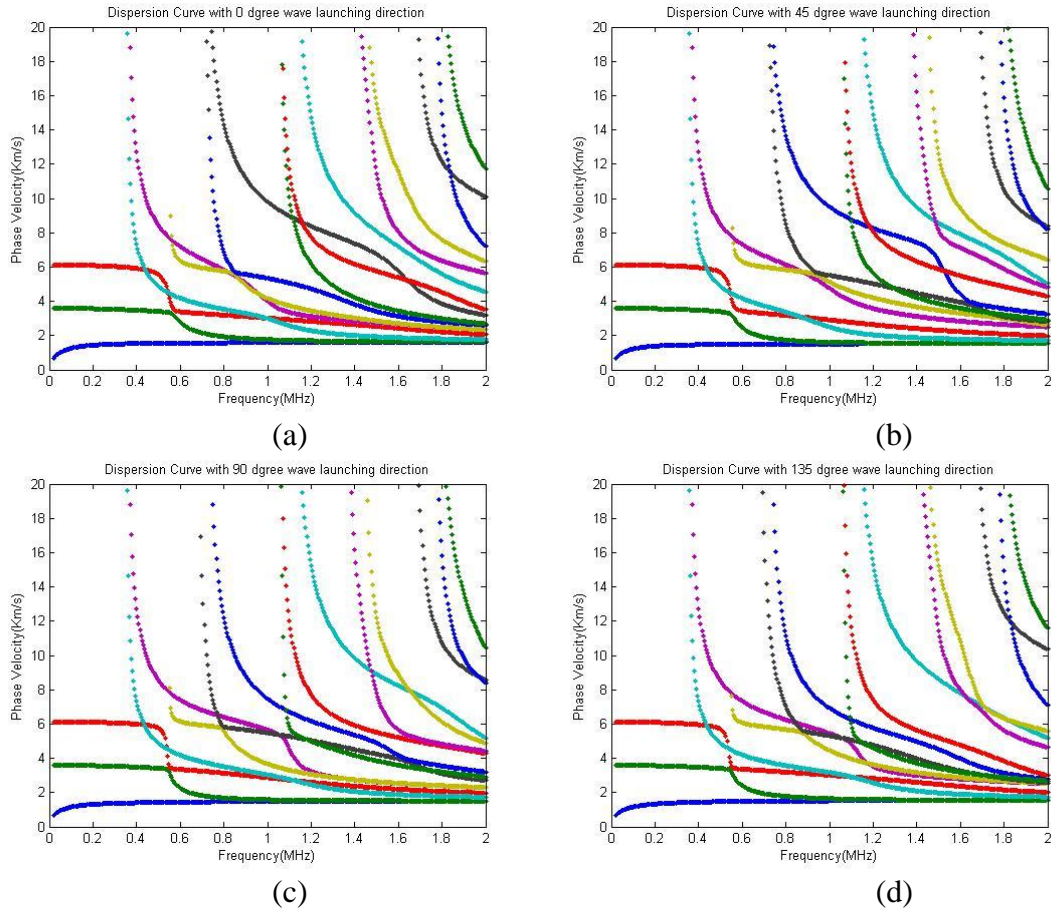 Dispersion Curve with 0 dgree wave launching direction
20
18
16
14
12
10
8
6
4
2
0
Phase Velocity(Km/s)
0 0.2 0.4 0.6 0.8 1 1.2 1.4 1.6 1.8 2
Frequency(MHz)
(a)
Dispersion Curve with 45 dgree wave launching direction
20
18
16
14
12
10
8
6
4
2
0
Phase Velocity(Km/s)
0 0.2 0.4 0.6 0.8 1 1.2 1.4 1.6 1.8 2
Frequency(MHz)
(b)
Dispersion Curve with 90 dgree wave launching direction
20
18
16
14
12
10
8
6
4
2
0
Phase Velocity(Km/s)
0 0.2 0.4 0.6 0.8 1 1.2 1.4 1.6 1.8 2
Frequency(MHz)
(c)
Dispersion Curve with 135 dgree wave launching direction
20
18
16
14
12
10
8
6
4
2
0
Phase Velocity(Km/s)
0 0.2 0.4 0.6 0.8 1 1.2 1.4 1.6 1.8 2
Frequency(MHz)
(d)